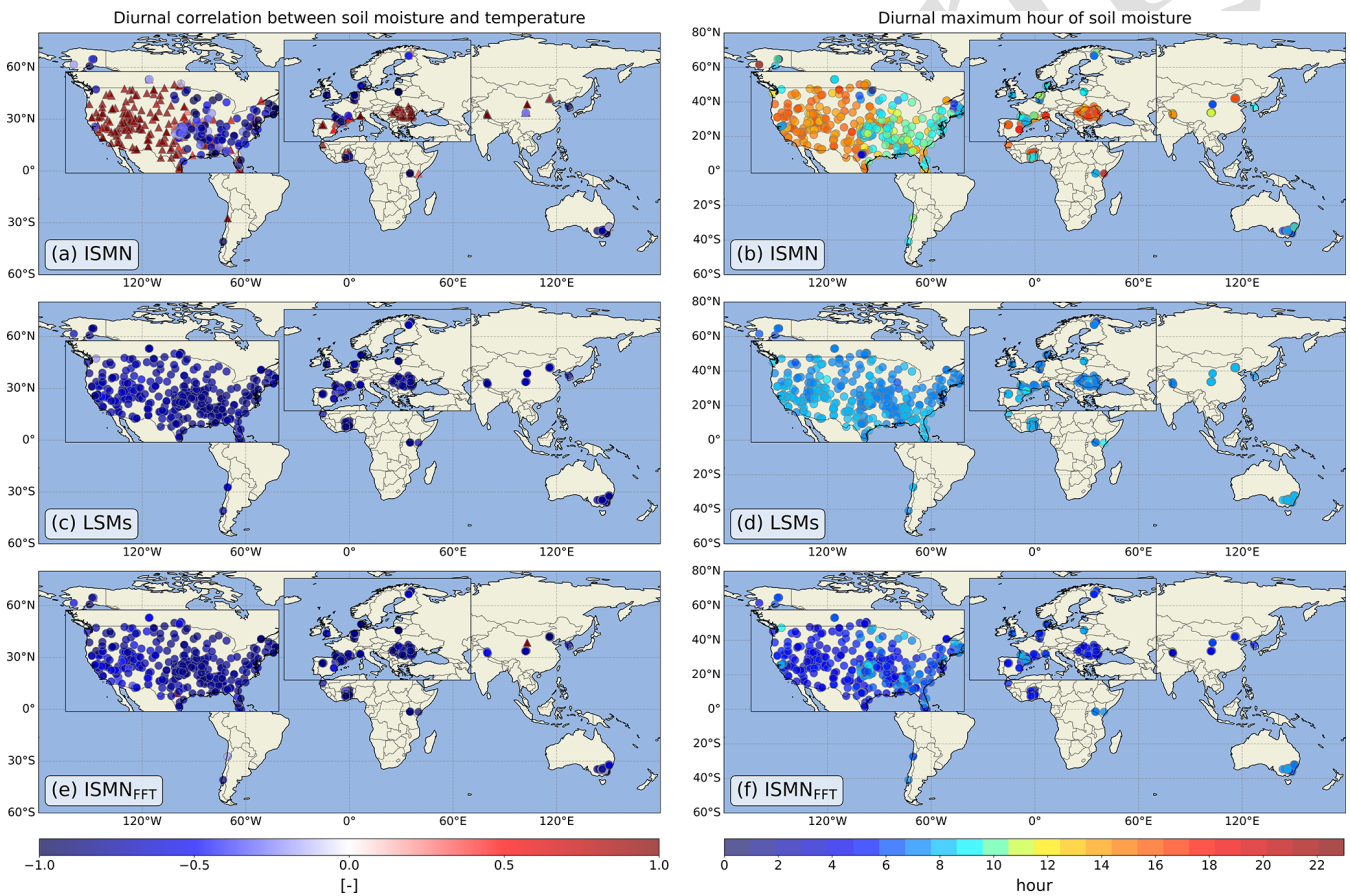 Diurnal correlation between soil moisture and temperature
Diurnal maximum hour of soil moisture
60°N
30°N
0°
30°S
60°S
(a) ISMN
120°W 60°W 0° 60°E 120°E
80°N
60°N
40°N
20°N
0°
20°S
40°S
60°S
(b) ISMN
120°W 60°W 0° 60°E 120°E
60°N
30°N
0°
30°S
60°S
(c) LSMs
120°W 60°W 0° 60°E 120°E
80°N
60°N
40°N
20°N
0°
20°S
40°S
60°S
(d) LSMs
120°W 60°W 0° 60°E 120°E
60°N
30°N
0°
30°S
60°S
(e) ISMN_FFT
120°W 60°W 0° 60°E 120°E
80°N
60°N
40°N
20°N
0°
20°S
40°S
60°S
(f) ISMN_FFT
120°W 60°W 0° 60°E 120°E
−1.0 −0.5 0.0 0.5 1.0
[-]
0 2 4 6 8 10 12 14 16 18 20 22
hour